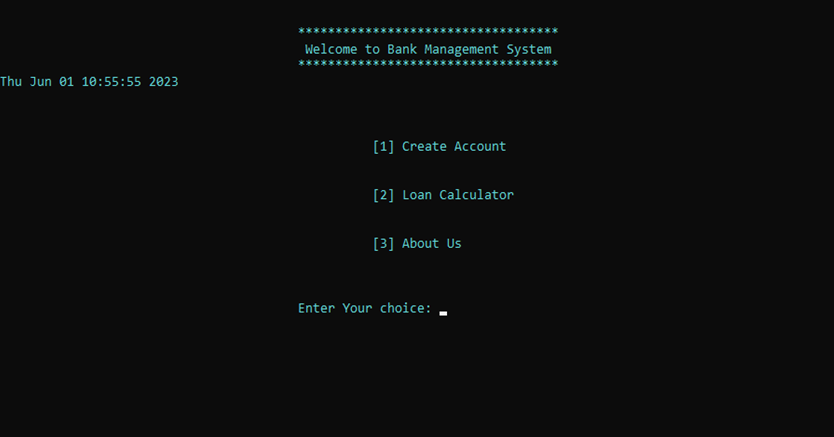 ***********************************
Welcome to Bank Management System
***********************************
Thu Jun 01 10:55:55 2023
[1] Create Account
[2] Loan Calculator
[3] About Us
Enter Your choice: